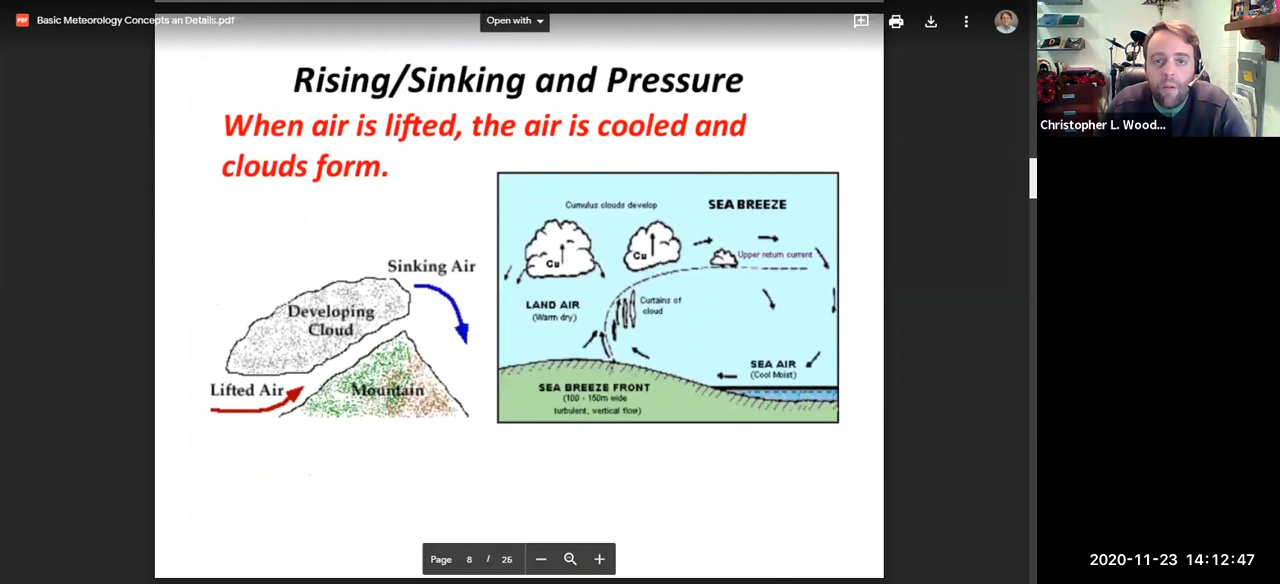 Basic Meteorology Concepts an Details.pdf
Open with
Rising/Sinking and Pressure
When air is lifted, the air is cooled and
clouds form.
Sinking Air
Developing
Cloud
Lifted Air
Mountain
Cumulus clouds develop
SEA BREEZE
Cu
Cu
Upper return current
LAND AIR
(Warm dry)
Curtains of
cloud
SEA AIR
(Cool Moist)
SEA BREEZE FRONT
(100 - 150m wide
turbulent, vertical flow)
Page 8 / 25
Christopher L. Wood...
2020-11-23 14:12:47